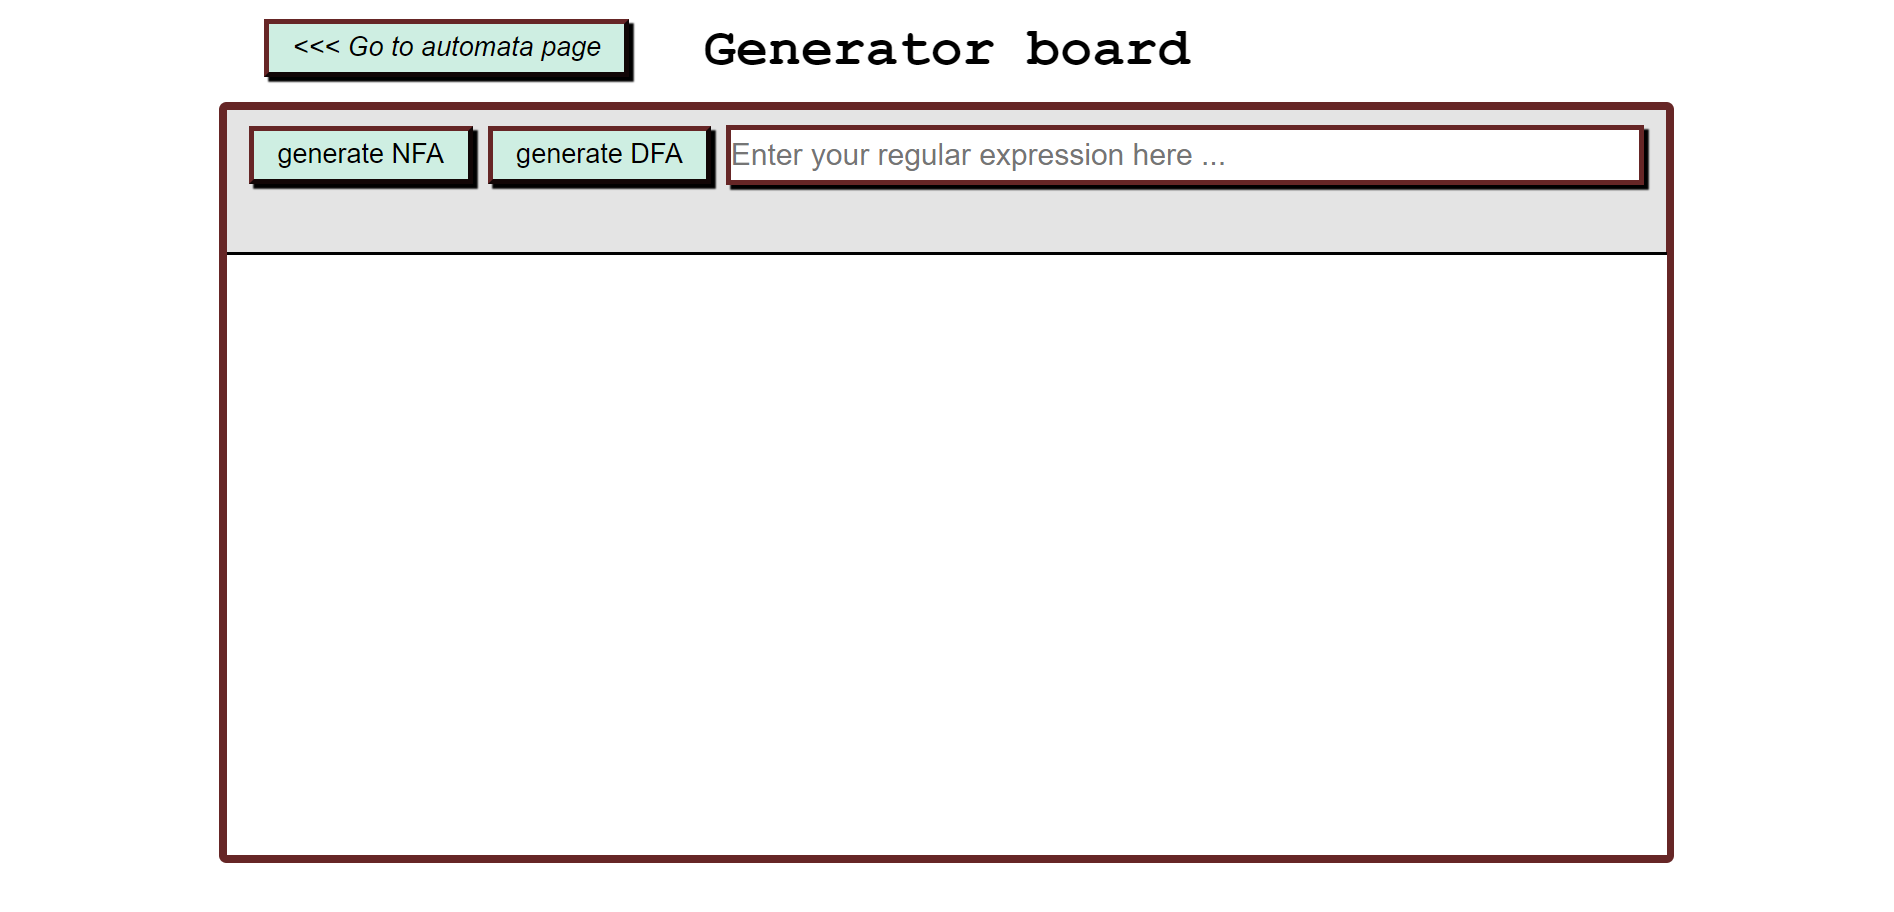 <<< Go to automata page
Generator board
generate NFA
generate DFA
Enter your regular expression here ...